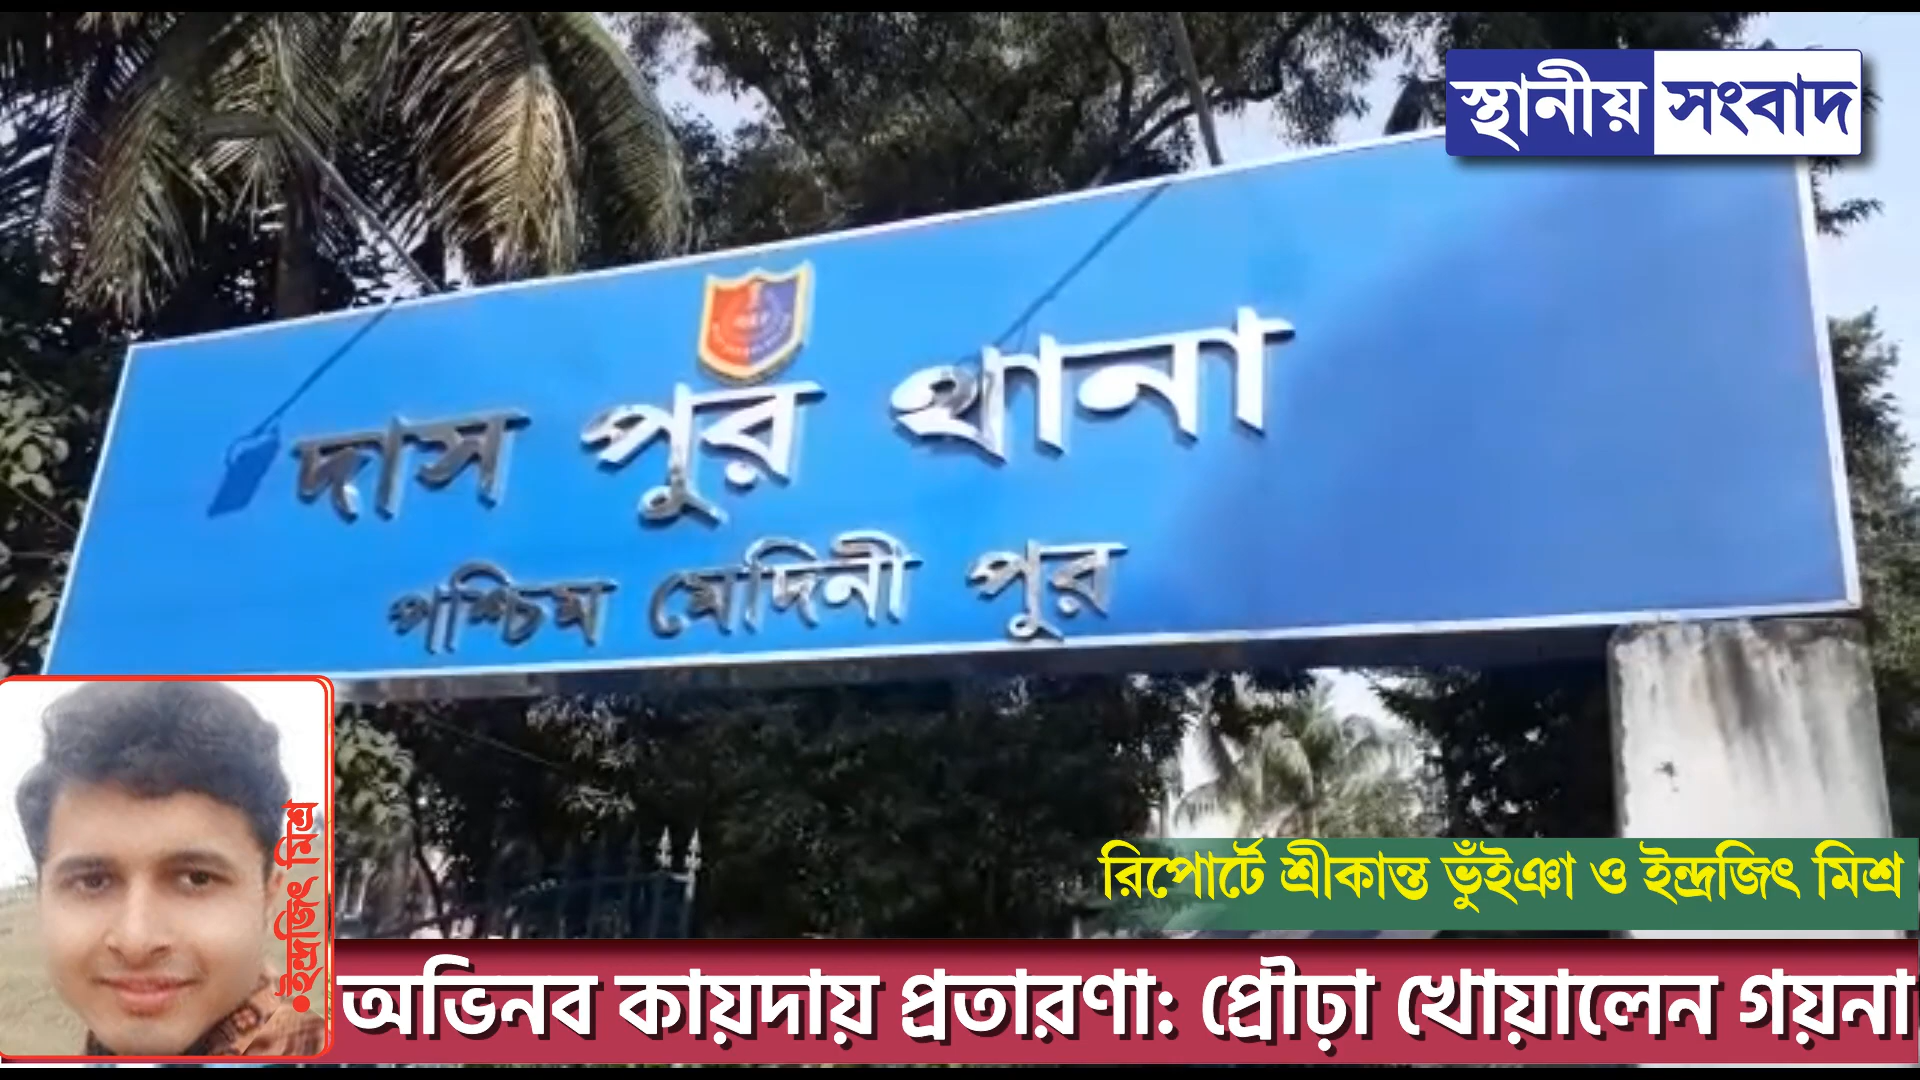 স্থানীয় সংবাদ
দাস পুর থানা
পশ্চিম মেদিনী পুর
•ইন্দ্রজিৎ মিশ্র
রিপোর্টে শ্রীকান্ত ভুঁইঞা ও ইন্দ্রজিৎ মিশ্র
অভিনব কায়দায় প্রতারণা: প্রৌঢ়া খোয়ালেন গয়না